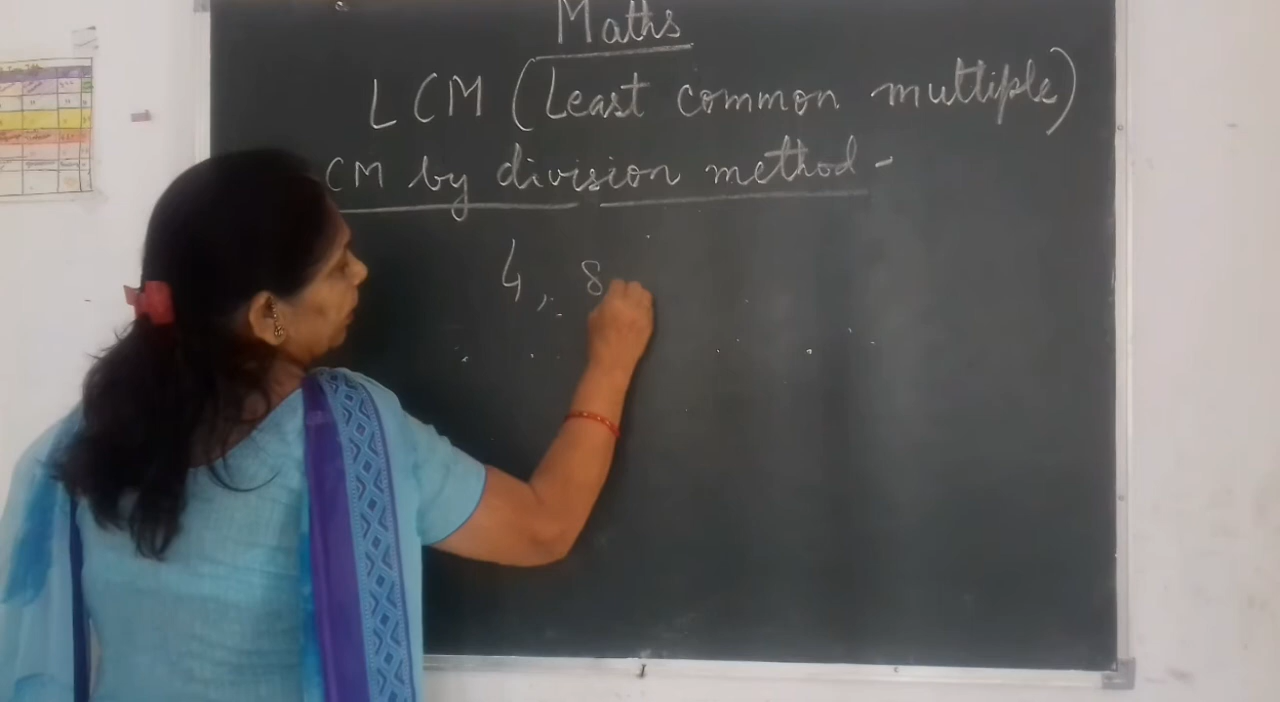 Maths
LCM (Least common multiple)
CM by division method -
4, 8